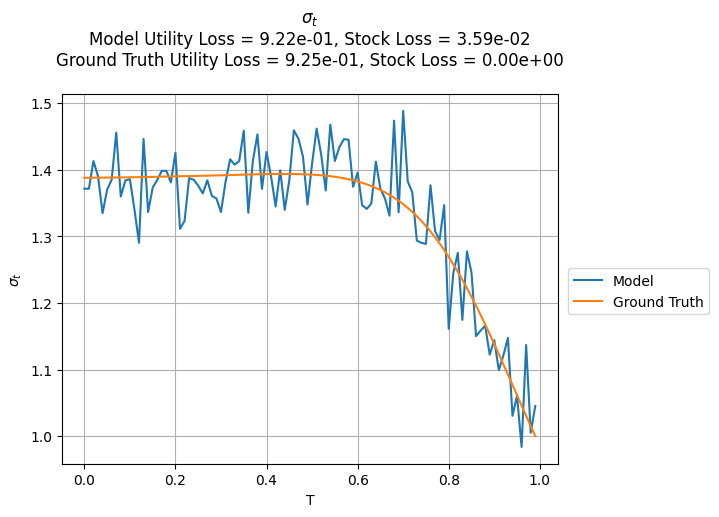 σₜ
Model Utility Loss = 9.22e-01, Stock Loss = 3.59e-02
Ground Truth Utility Loss = 9.25e-01, Stock Loss = 0.00e+00
1.5
1.4
1.3
1.2
1.1
1.0
σₜ
0.0 0.2 0.4 0.6 0.8 1.0
T
Model
Ground Truth